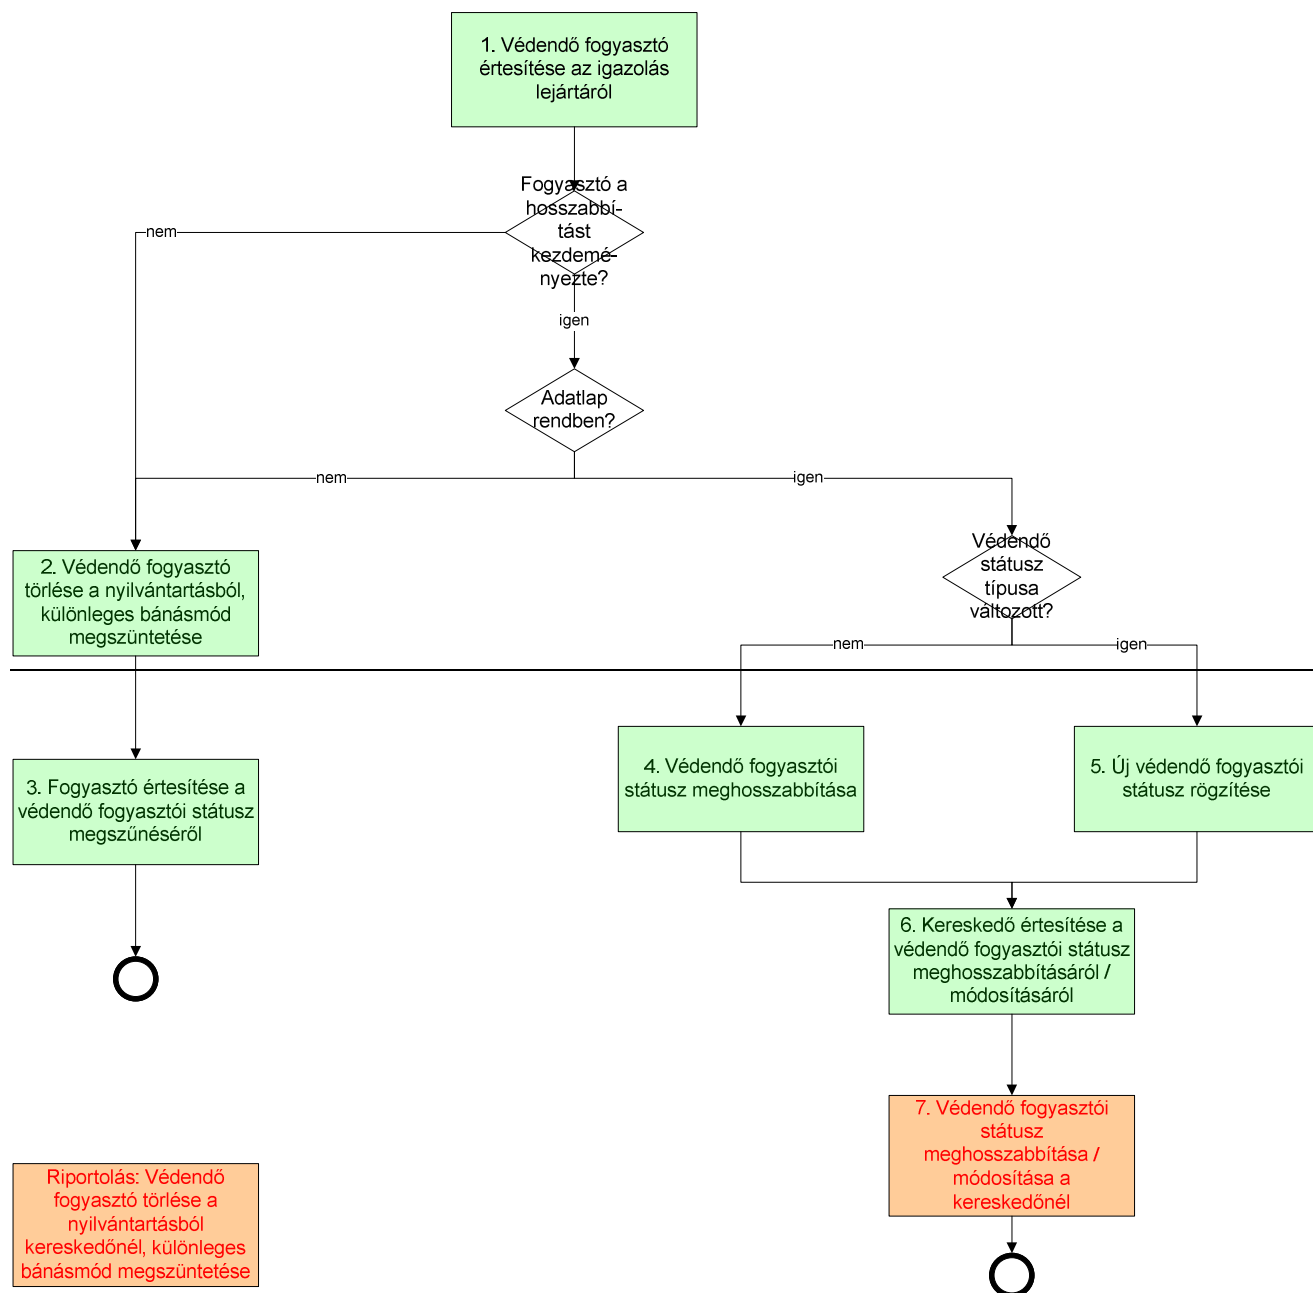 1. Védendő fogyasztó
értesítése az igazolás
lejártáról
Fogyasztó a
hosszabbí-
tást
kezdemé-
nyezte?
nem
igen
Adatlap
rendben?
nem
igen
Védendő
státusz
típusa
változott?
nem
igen
2. Védendő fogyasztó
törlése a nyilvántartásból,
különleges bánásmód
megszüntetése
3. Fogyasztó értesítése a
védendő fogyasztói státusz
megszűnéséről
4. Védendő fogyasztói
státusz meghosszabbítása
5. Új védendő fogyasztói
státusz rögzítése
6. Kereskedő értesítése a
védendő fogyasztói státusz
meghosszabbításáról /
módosításáról
7. Védendő fogyasztói
státusz
meghosszabbítása /
módosítása a
kereskedőnél
Riportolás: Védendő
fogyasztó törlése a
nyilvántartásból
kereskedőnél, különleges
bánásmód megszüntetése